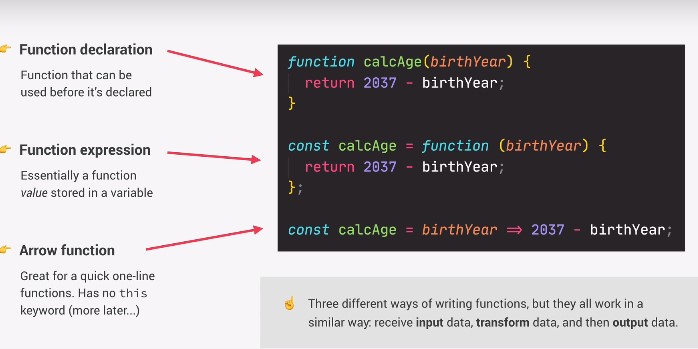 👉 Function declaration
Function that can be
used before it's declared
👉 Function expression
Essentially a function
value stored in a variable
👉 Arrow function
Great for a quick one-line
functions. Has no this
keyword (more later...)
function calcAge(birthYear) {
return 2037 - birthYear;
}
const calcAge = function (birthYear) {
return 2037 - birthYear;
};
const calcAge = birthYear => 2037 - birthYear;
☝️ Three different ways of writing functions, but they all work in a
similar way: receive input data, transform data, and then output data.